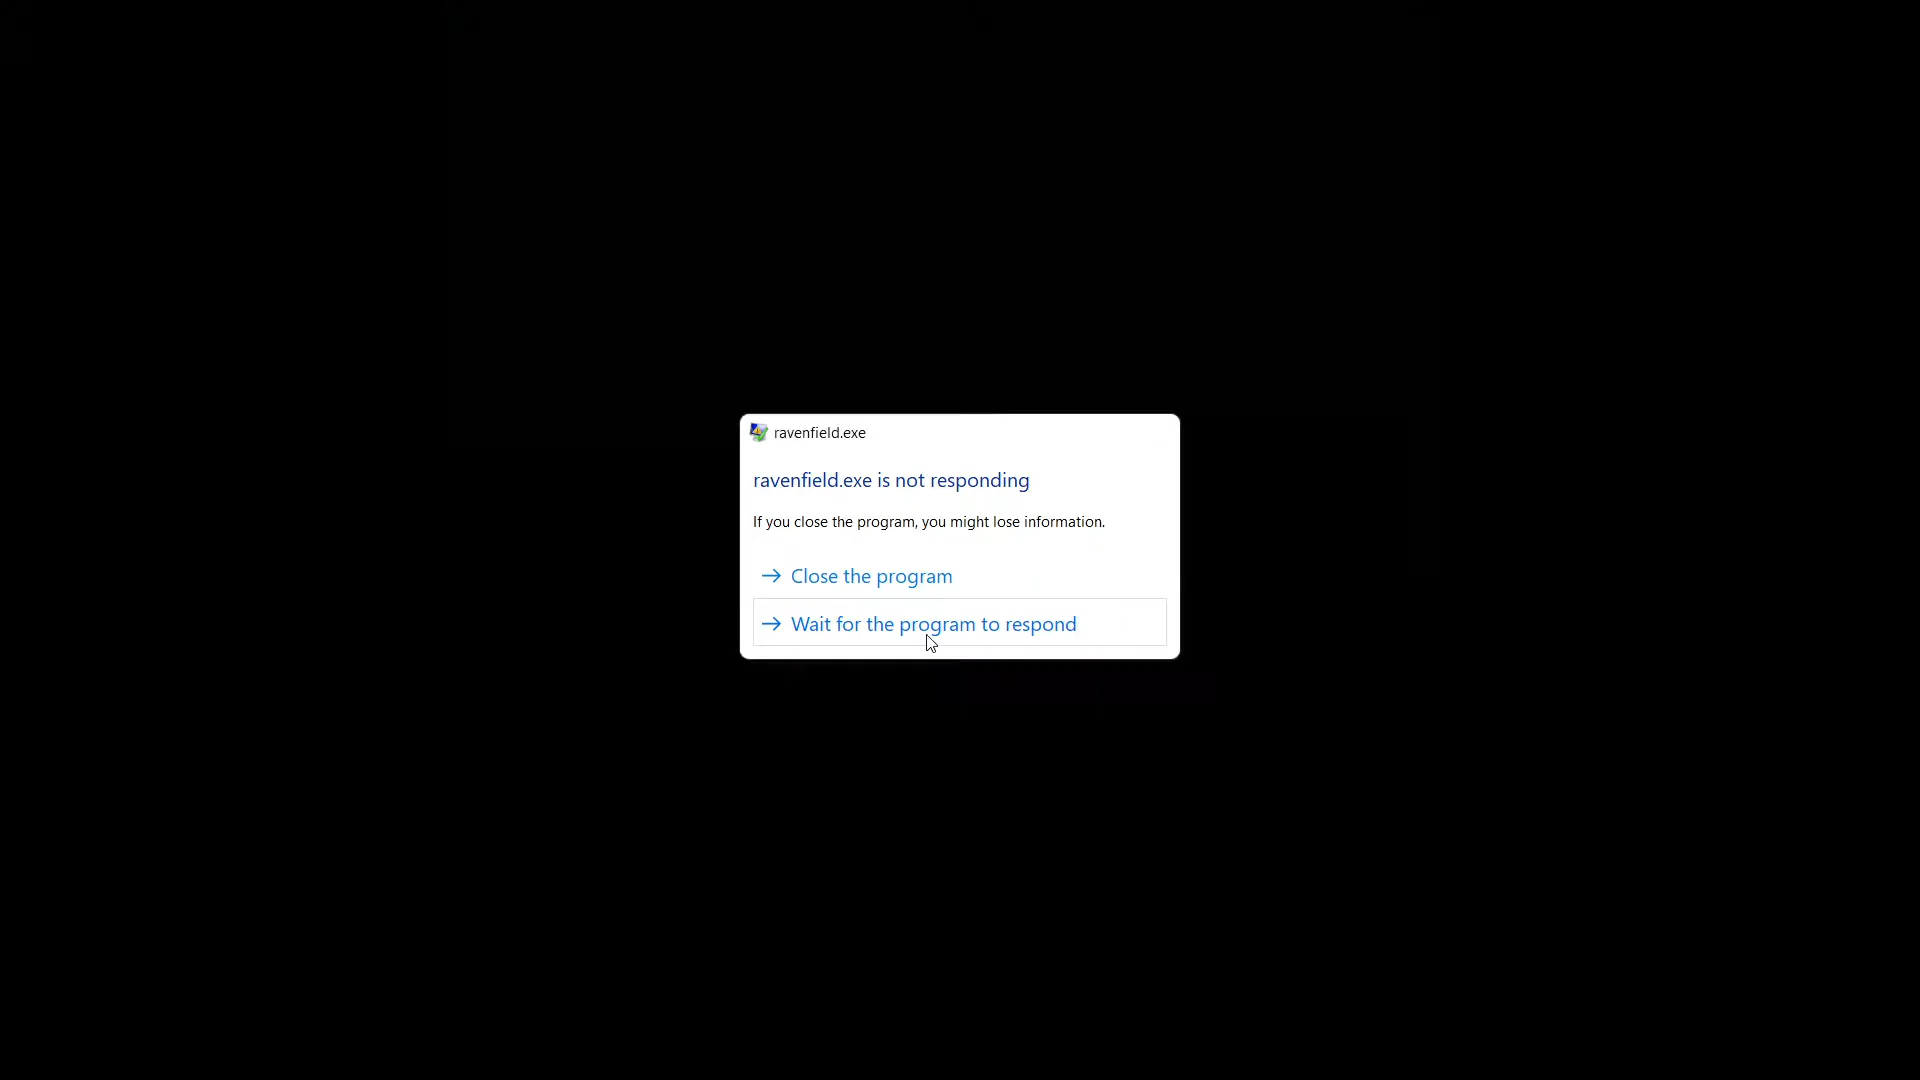 ravenfield.exe
ravenfield.exe is not responding
If you close the program, you might lose information.
Close the program
Wait for the program to respond